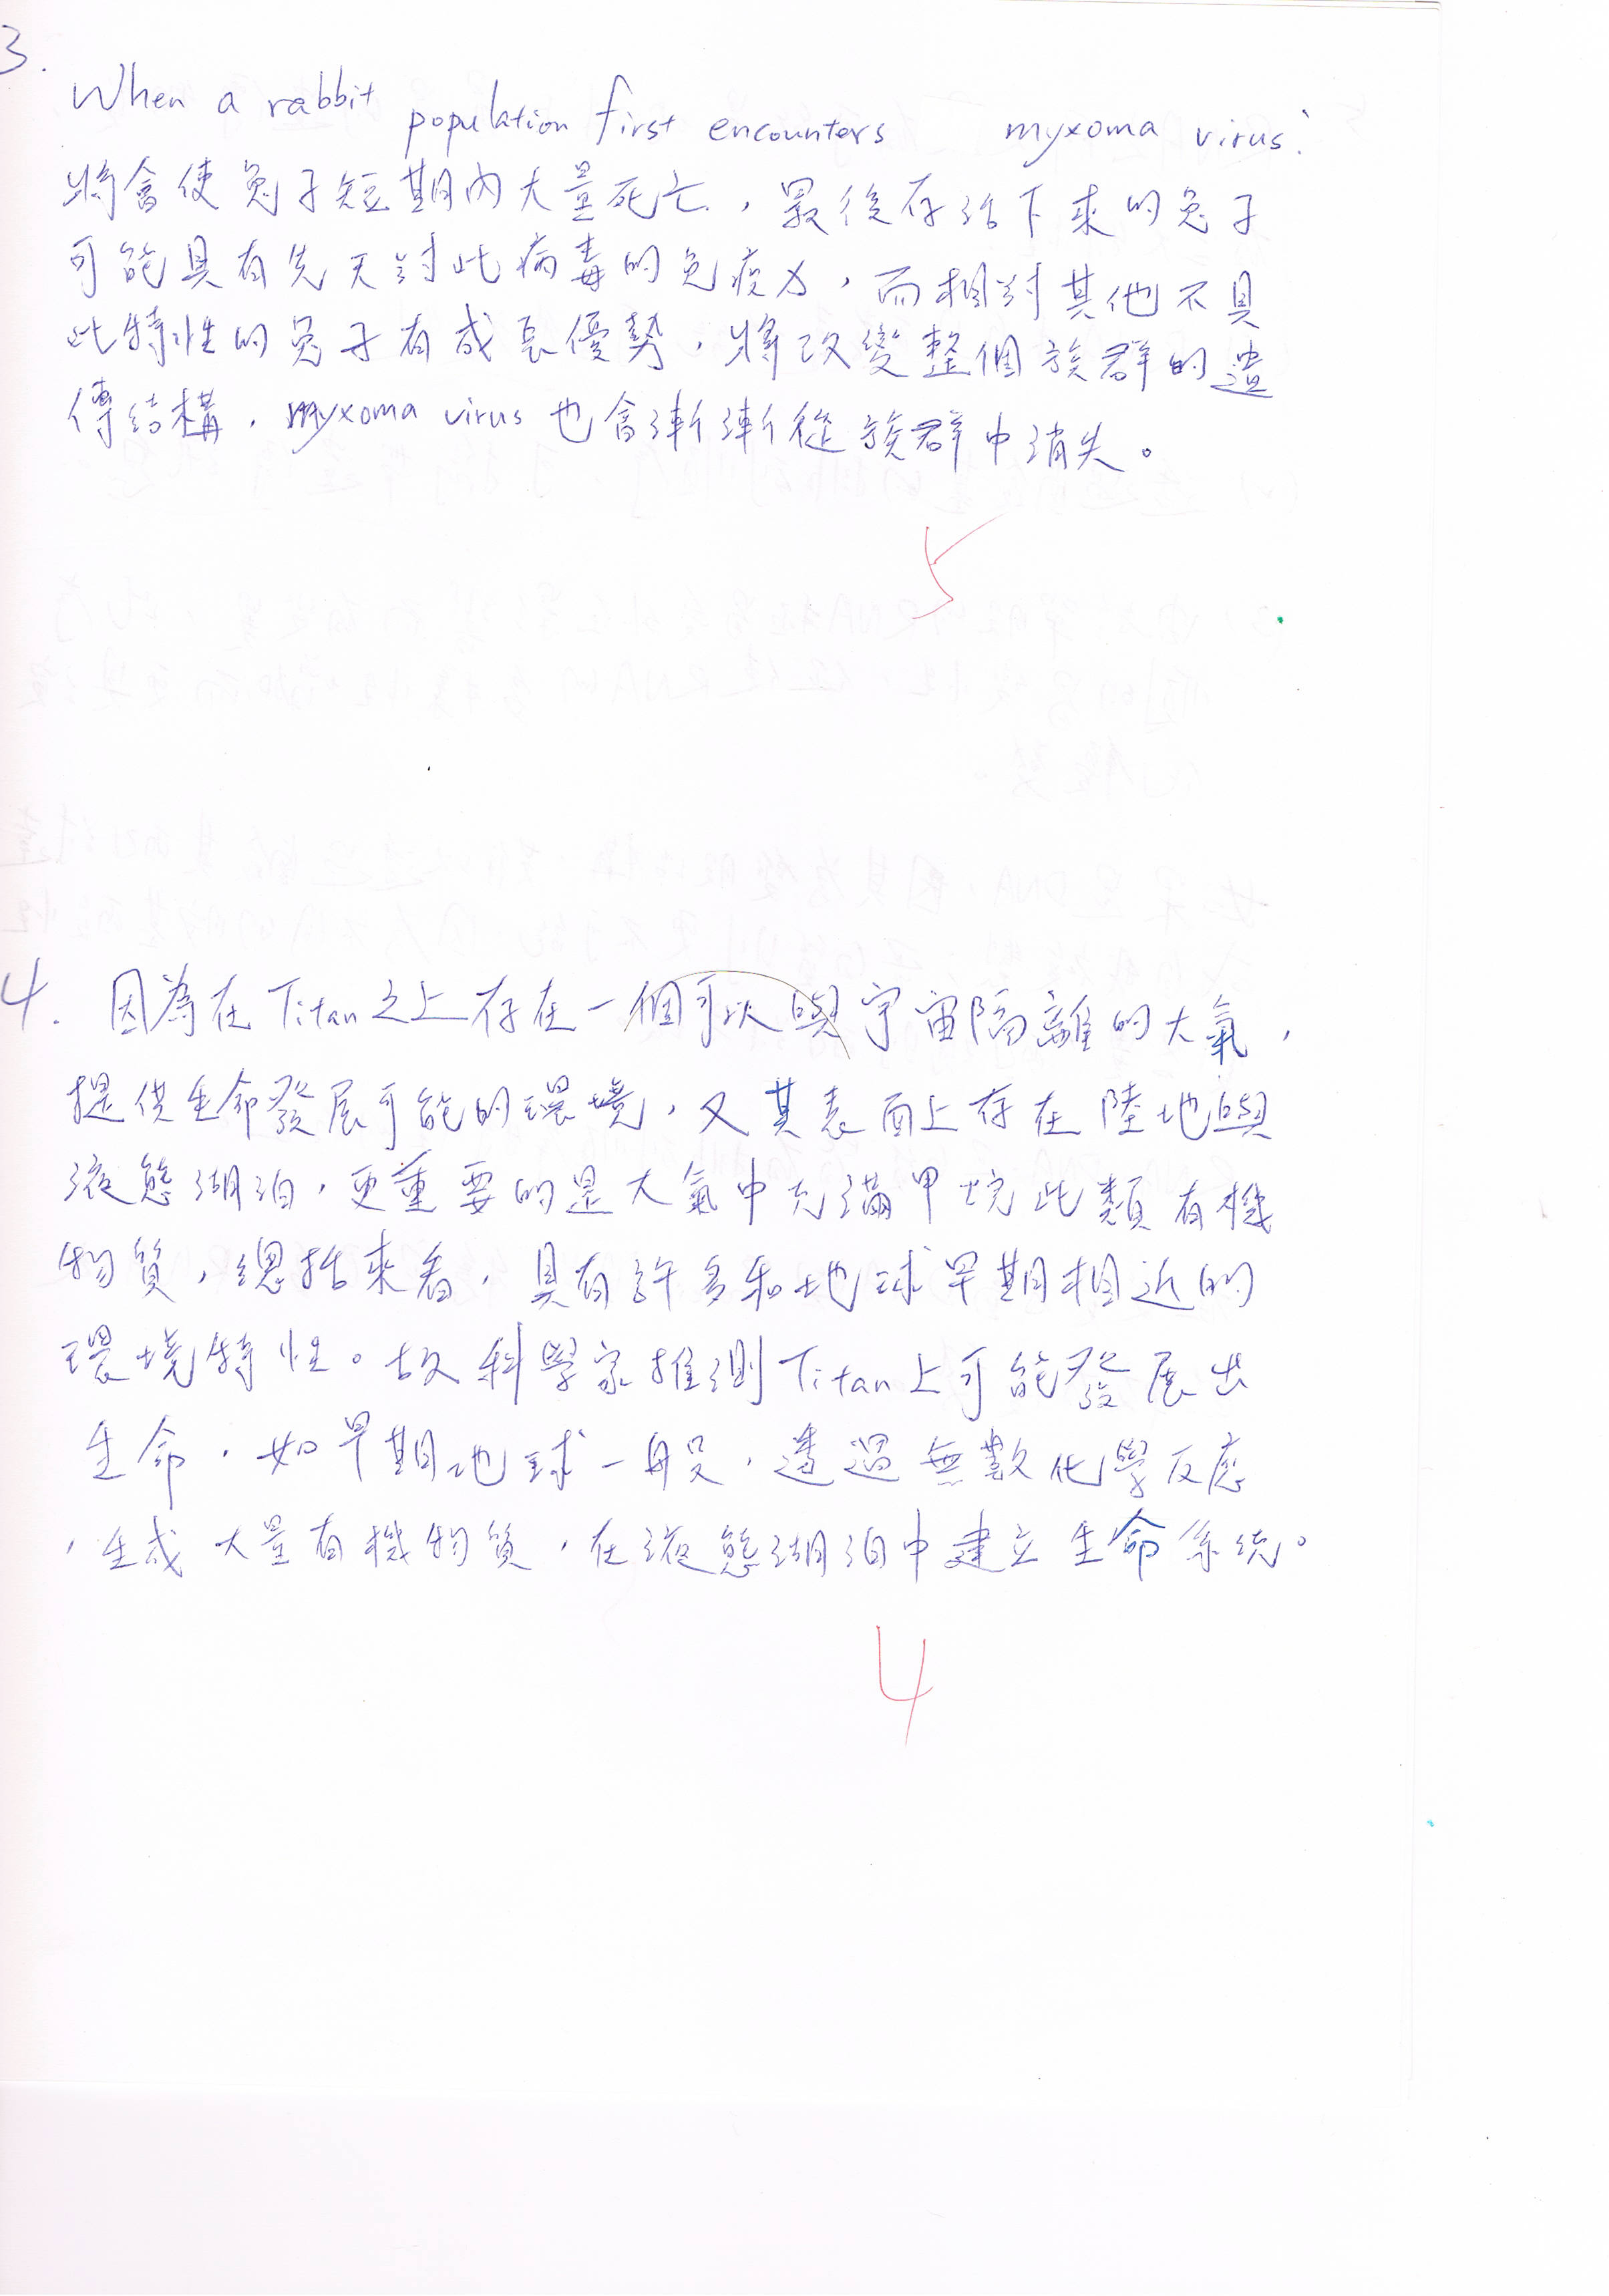 3.
When a rabbit population first encounters myxoma virus:
將會使兔子短期內大量死亡,最後存活下來的兔子
可能具有先天對此病毒的免疫力,而相對其他不具
此特性的兔子有成長優勢,將改變整個族群的遺
傳結構,myxoma virus 也會漸漸從族群中消失。
5
4. 因為在Titan之上存在一個可以與宇宙隔離的大氣,
提供生命發展可能的環境,又其表面上存在陸地與
液態湖泊,更重要的是大氣中充滿甲烷此類有機
物質,總括來看,具有許多和地球早期相近的
環境特性。故科學家推測Titan上可能發展出
生命,如早期地球一般,透過無數化學反應
,生成大量有機物質,在液態湖泊中建立生命系統。
4